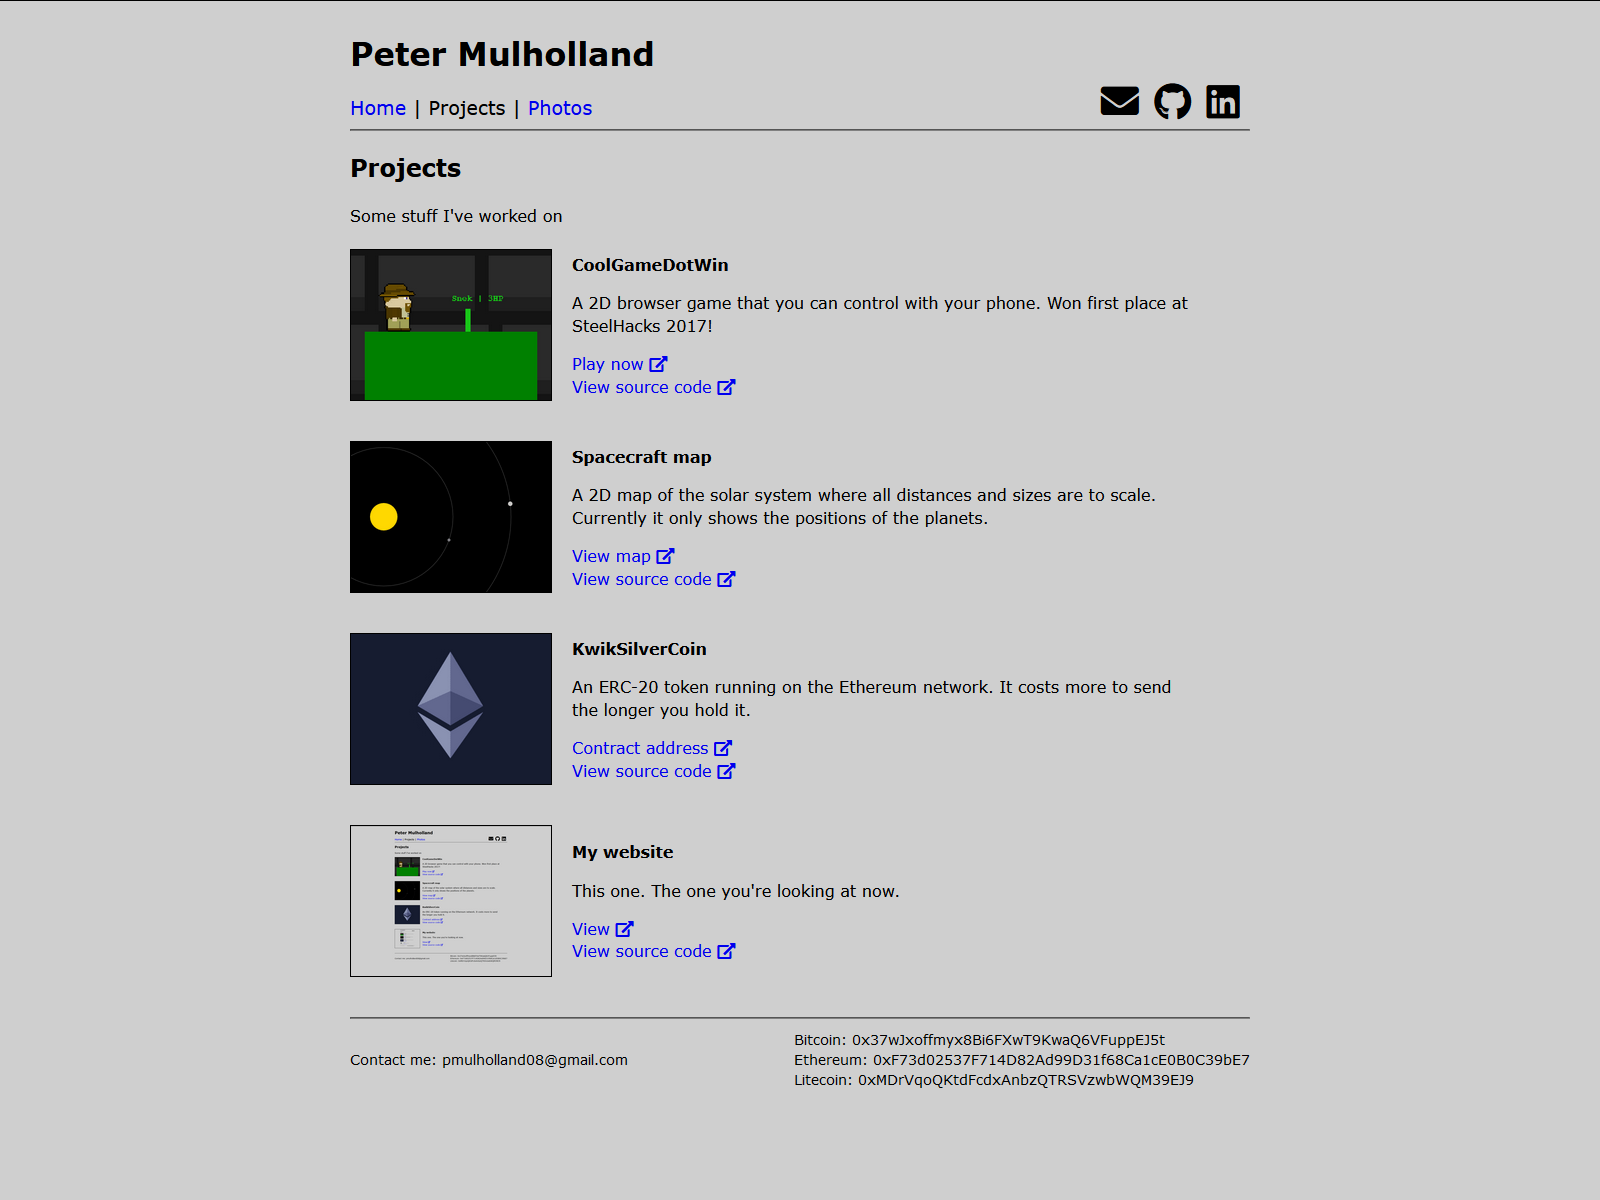 Peter Mulholland
Home | Projects | Photos
Projects
Some stuff I've worked on
Snok | 3HP
CoolGameDotWin
A 2D browser game that you can control with your phone. Won first place at
SteelHacks 2017!
Play now
View source code
Spacecraft map
A 2D map of the solar system where all distances and sizes are to scale.
Currently it only shows the positions of the planets.
View map
View source code
KwikSilverCoin
An ERC-20 token running on the Ethereum network. It costs more to send
the longer you hold it.
Contract address
View source code
Peter Mulholland
Projects
My website
This one. The one you're looking at now.
View
View source code
Contact me: pmulholland08@gmail.com
Bitcoin: 0x37wJxoffmyx8Bi6FXwT9KwaQ6VFuppEJ5t
Ethereum: 0xF73d02537F714D82Ad99D31f68Ca1cE0B0C39bE7
Litecoin: 0xMDrVqoQKtdFcdxAnbzQTRSVzwbWQM39EJ9